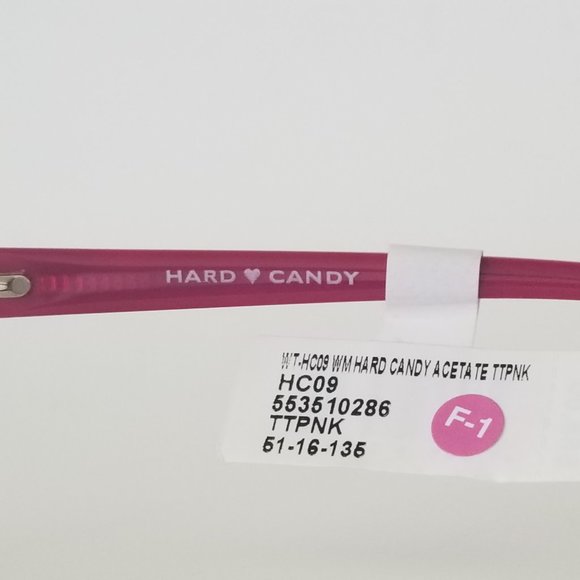 HARD ♥ CANDY
WT-HC09 WM HARD CANDY ACETATE TTPNK
HC09
553510286
TTPNK
51-16-135
F-1